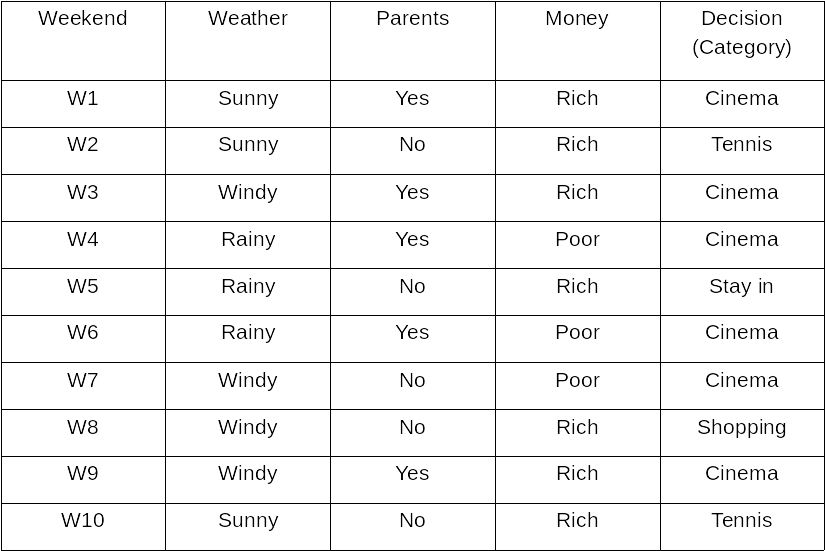 Weekend Weather Parents Money Decision
(Category)
W1 Sunny Yes Rich Cinema
W2 Sunny No Rich Tennis
W3 Windy Yes Rich Cinema
W4 Rainy Yes Poor Cinema
W5 Rainy No Rich Stay in
W6 Rainy Yes Poor Cinema
W7 Windy No Poor Cinema
W8 Windy No Rich Shopping
W9 Windy Yes Rich Cinema
W10 Sunny No Rich Tennis